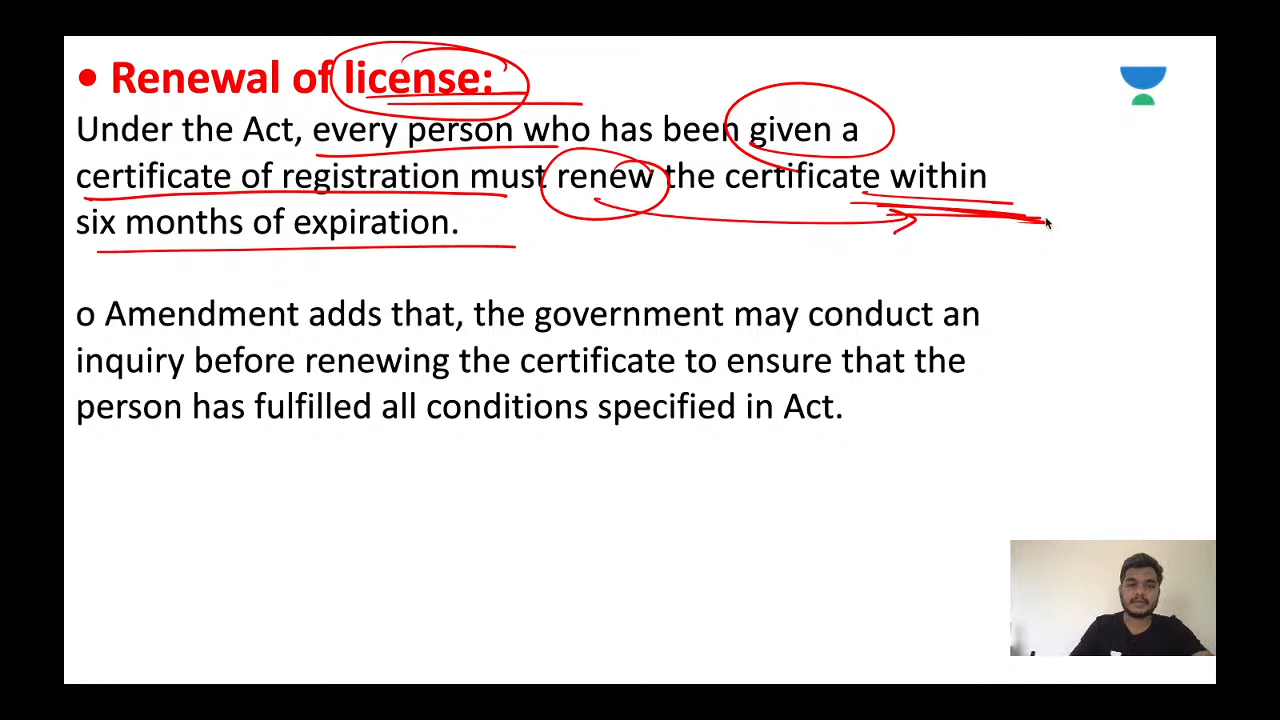 • Renewal of license:
Under the Act, every person who has been given a
certificate of registration must renew the certificate within
six months of expiration.
o Amendment adds that, the government may conduct an
inquiry before renewing the certificate to ensure that the
person has fulfilled all conditions specified in Act.